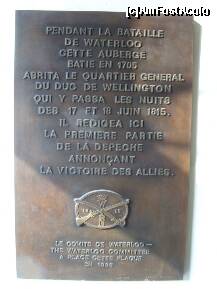 PENDANT LA BATAILLE
DE WATERLOO
CETTE AUBERGE
BATIE EN 1705
ABRITA LE QUARTIER GENERAL
DU DUC DE WELLINGTON
QUI Y PASSA LES NUITS
DES 17 ET 18 JUIN 1815.
IL REDIGEA ICI
LA PREMIERE PARTIE
DE LA DEPECHE
ANNONÇANT
LA VICTOIRE DES ALLIES.
LE COMITE DE WATERLOO —
THE WATERLOO COMMITTEE
A PLACE CETTE PLAQUE
EN